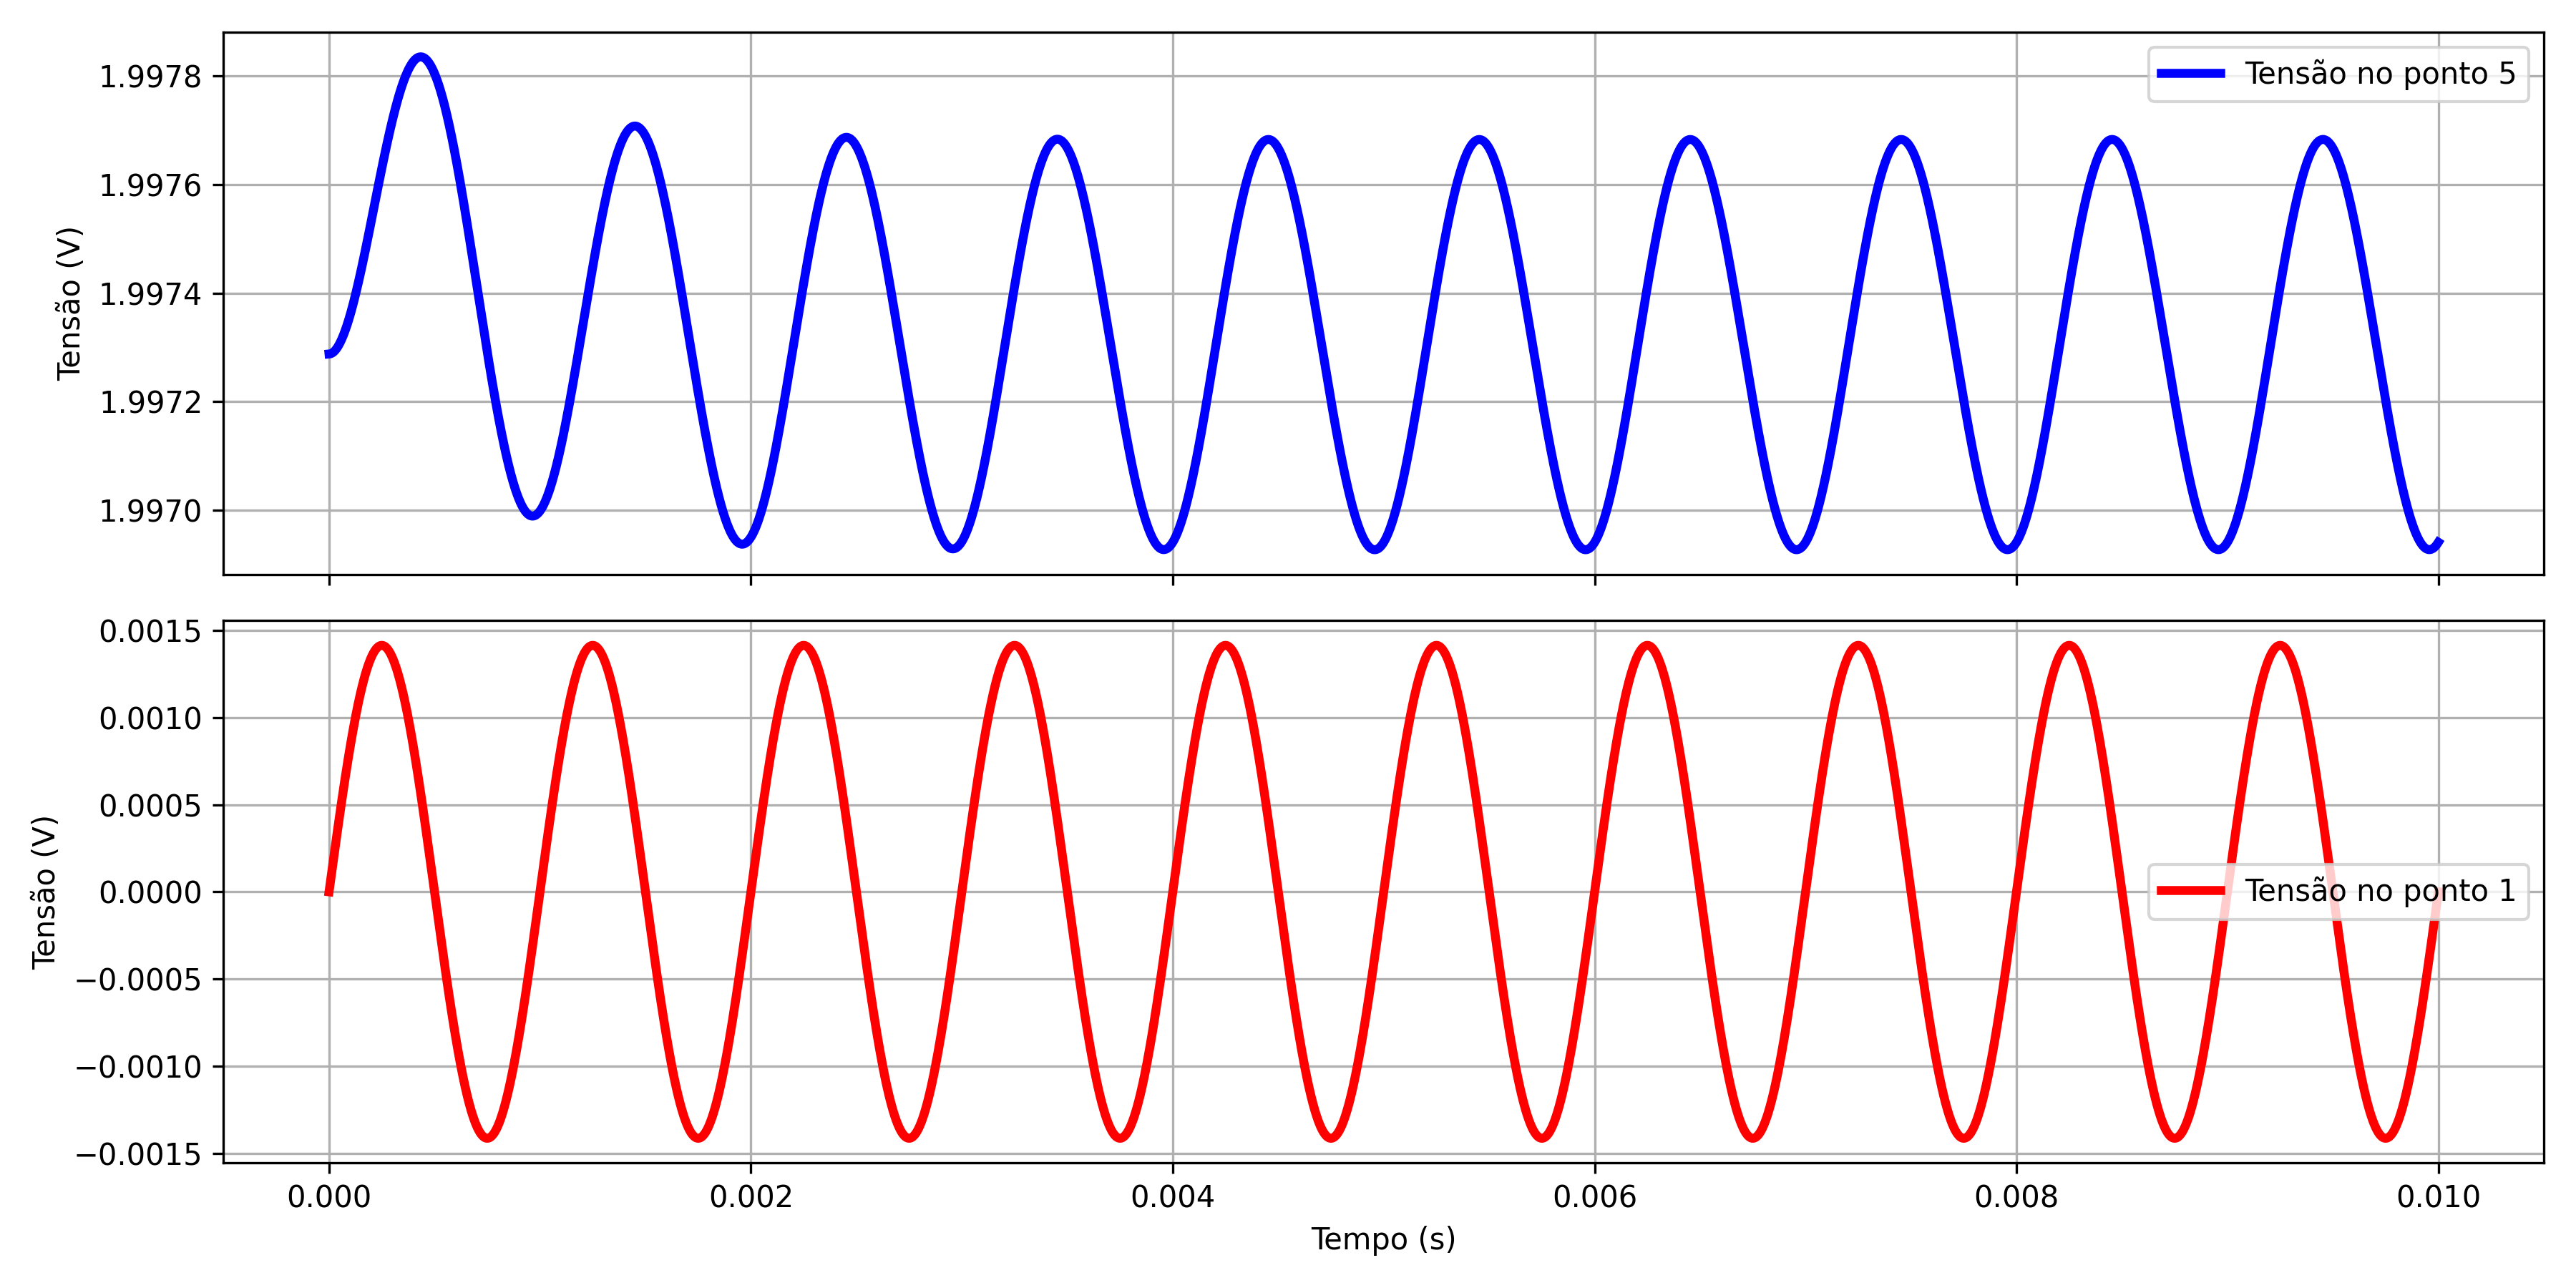 Tensão (V)
1.9978
1.9976
1.9974
1.9972
1.9970
Tensão no ponto 5
Tensão (V)
0.0015
0.0010
0.0005
0.0000
−0.0005
−0.0010
−0.0015
Tensão no ponto 1
0.000 0.002 0.004 0.006 0.008 0.010
Tempo (s)